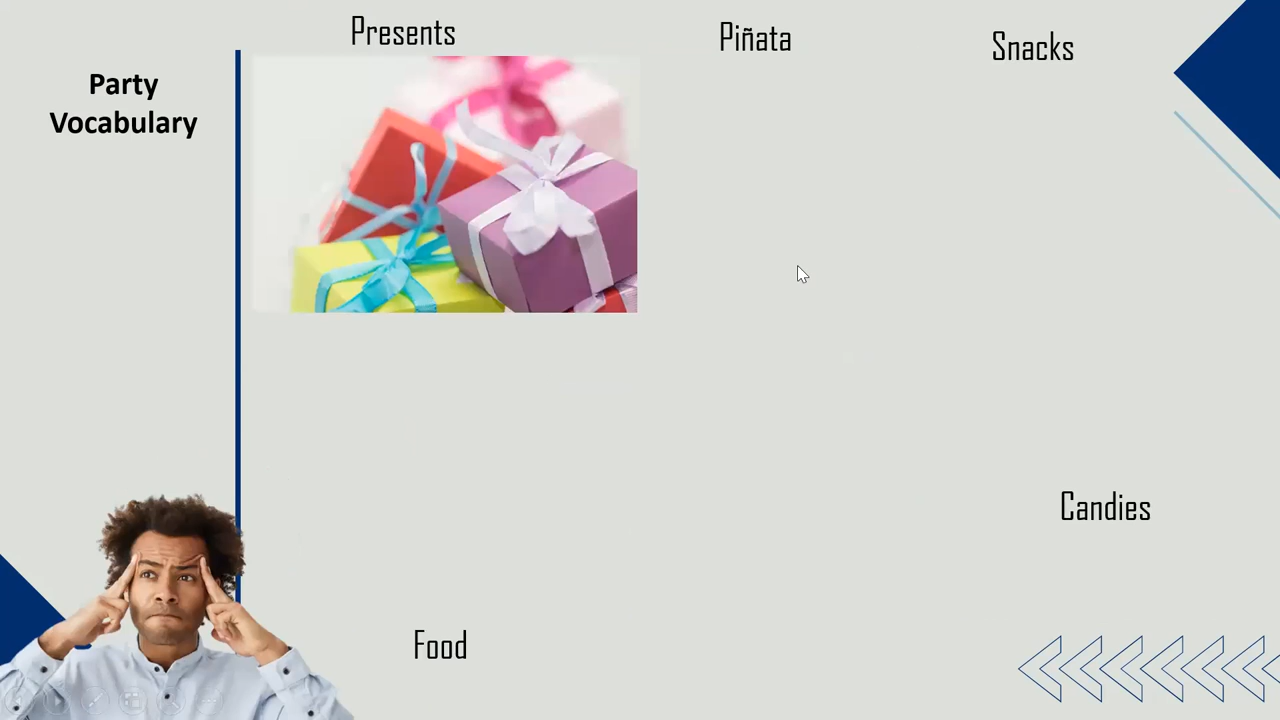 Presents
Piñata
Snacks
Party
Vocabulary
Candies
Food